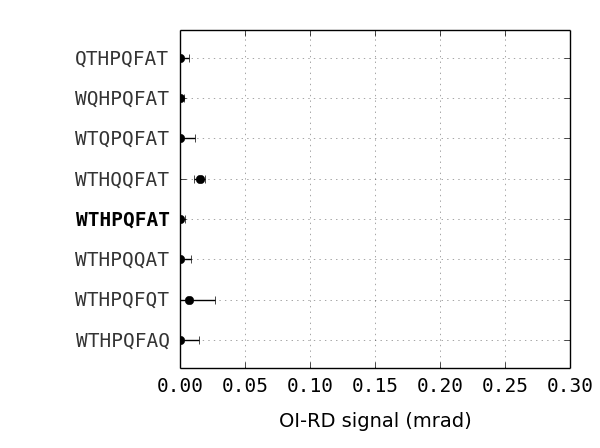 QTHPQFAT
WQHPQFAT
WTQPQFAT
WTHQQFAT
WTHPQFAT
WTHPQQAT
WTHPQFQT
WTHPQFAQ
0.00 0.05 0.10 0.15 0.20 0.25 0.30
OI-RD signal (mrad)